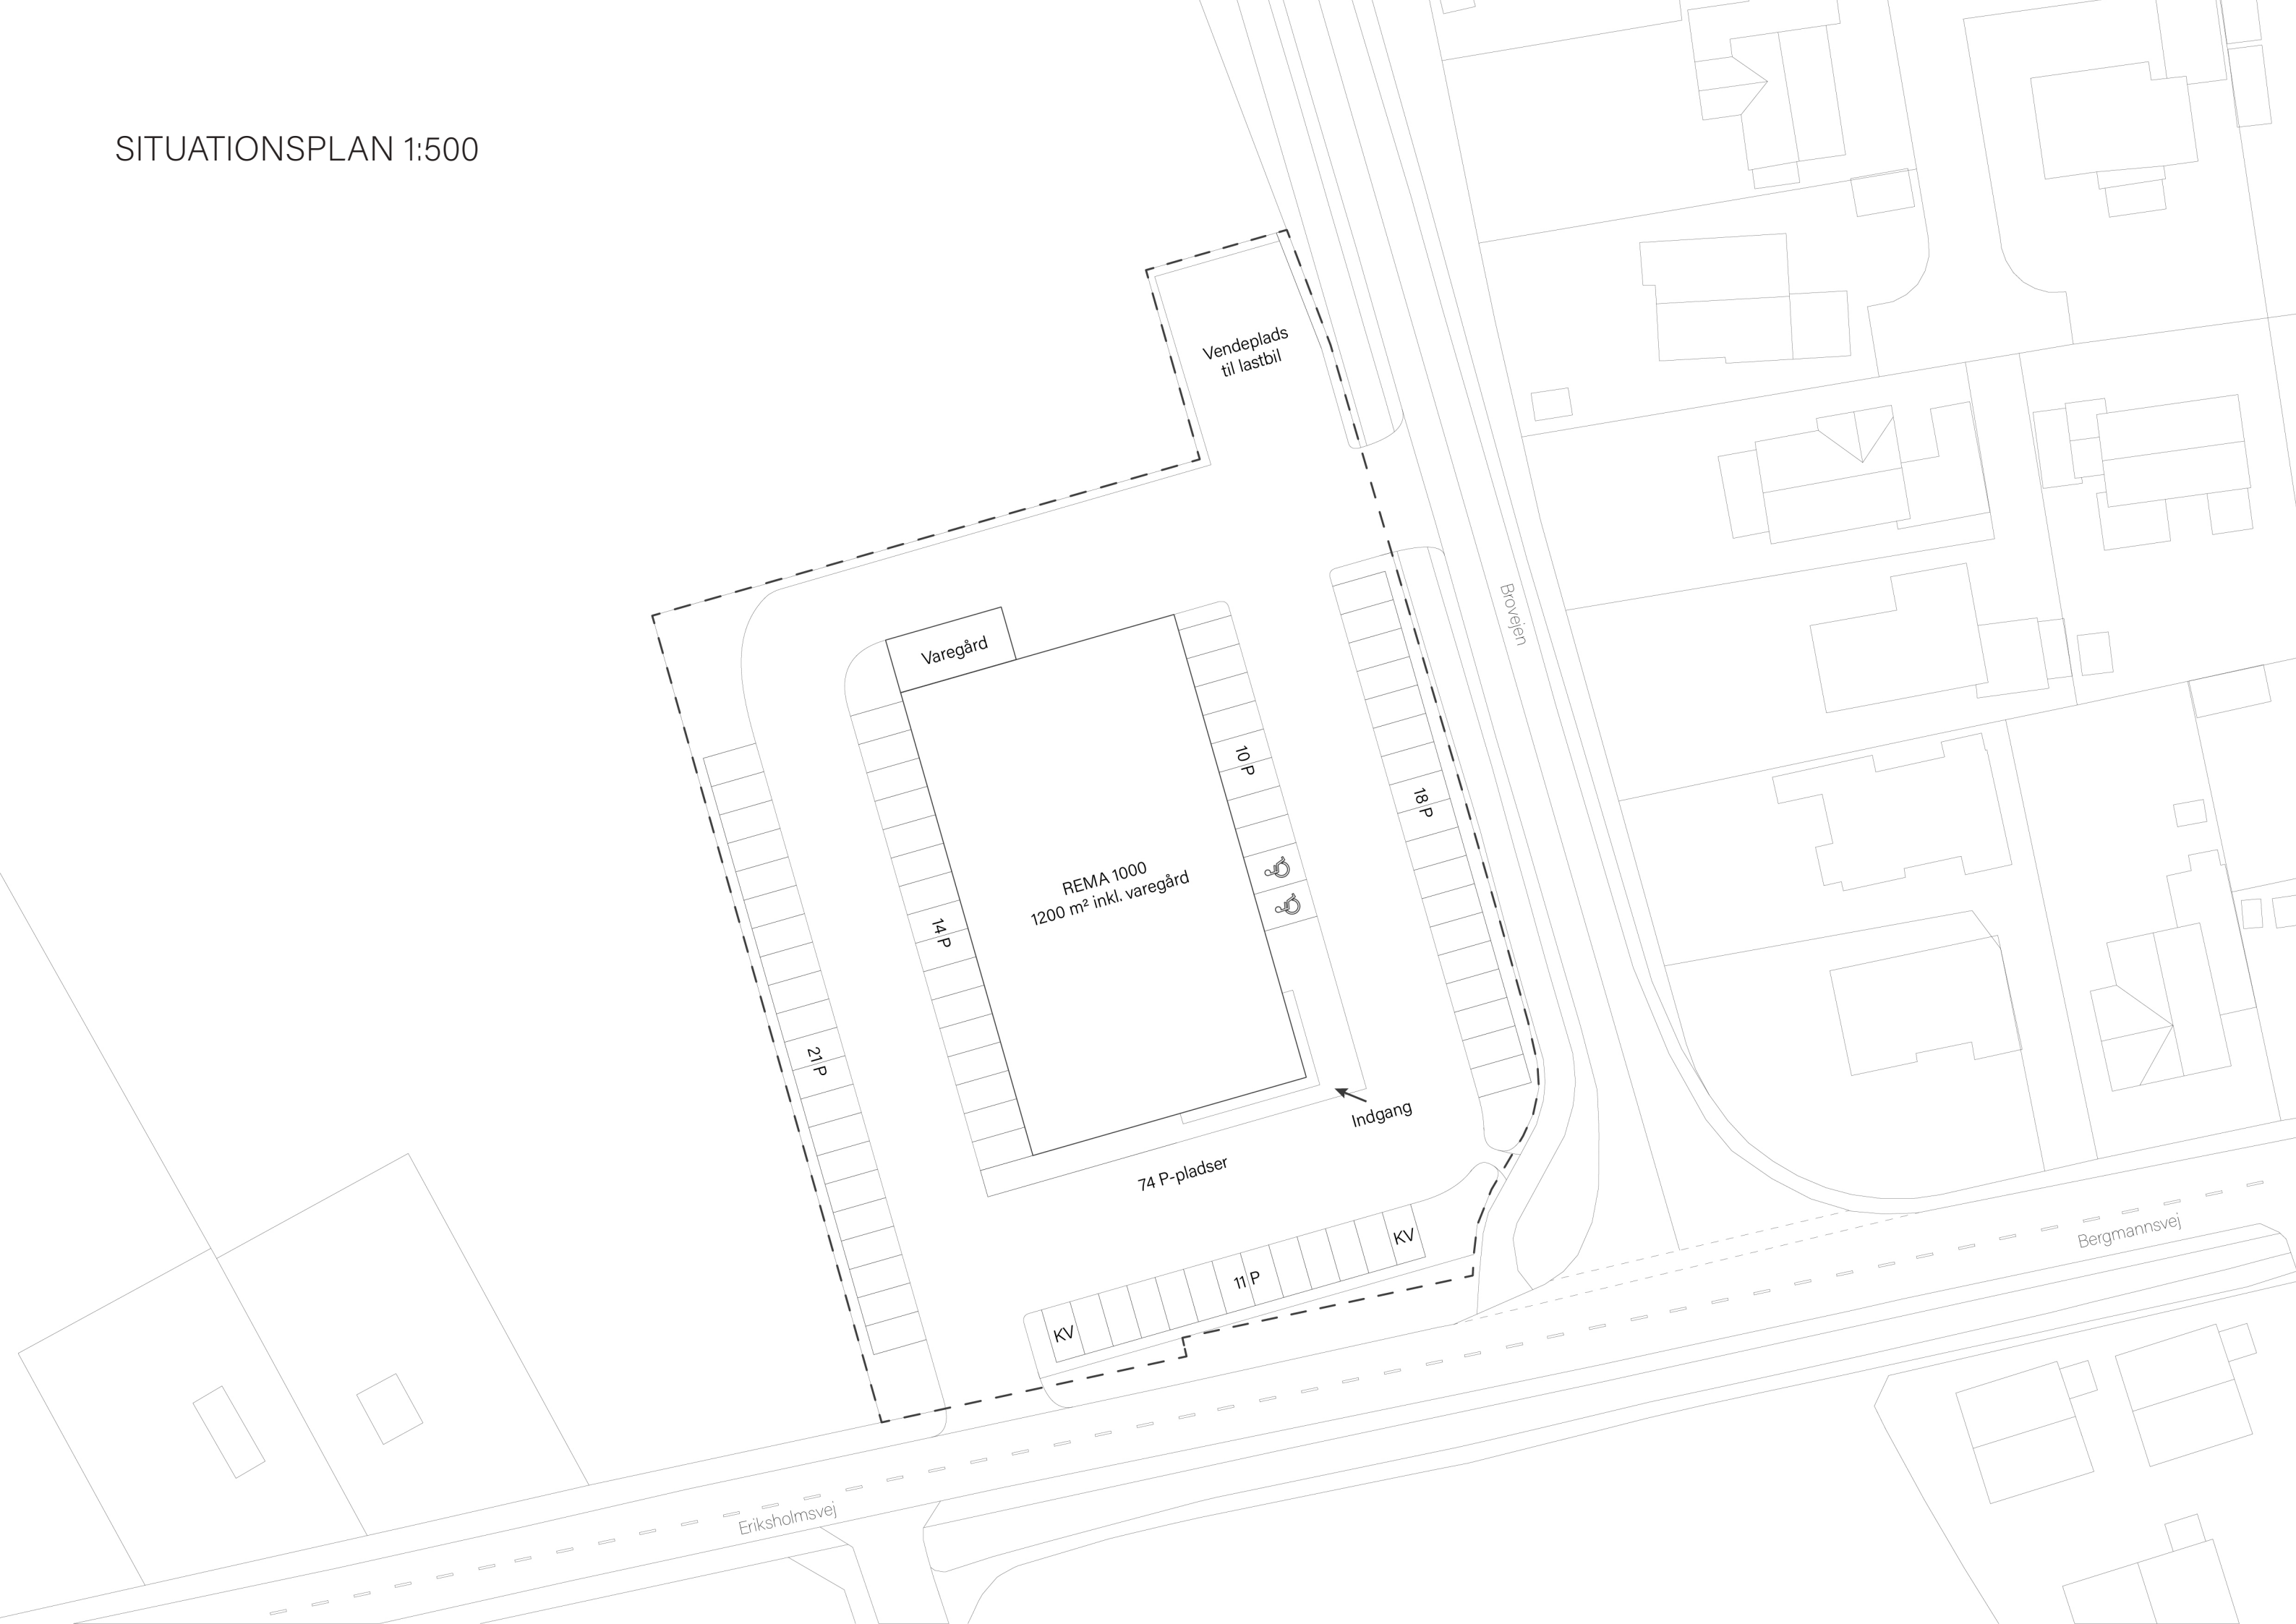 SITUATIONSPLAN 1:500
Vendeplads
til lastbil
Brovejen
Varegård
10 P
18 P
REMA 1000
1200 m² inkl. varegård
14 P
21 P
Indgang
74 P-pladser
KV
11 P
KV
Bergmannsvej
Eriksholmsvej